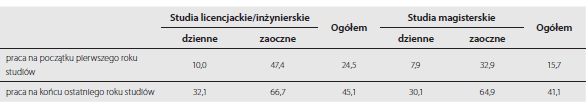 Studia licencjackie/inżynierskie Ogółem Studia magisterskie Ogółem
dzienne zaoczne dzienne zaoczne
praca na początku pierwszego roku
studiów 10,0 47,4 24,5 7,9 32,9 15,7
praca na końcu ostatniego roku studiów 32,1 66,7 45,1 30,1 64,9 41,1